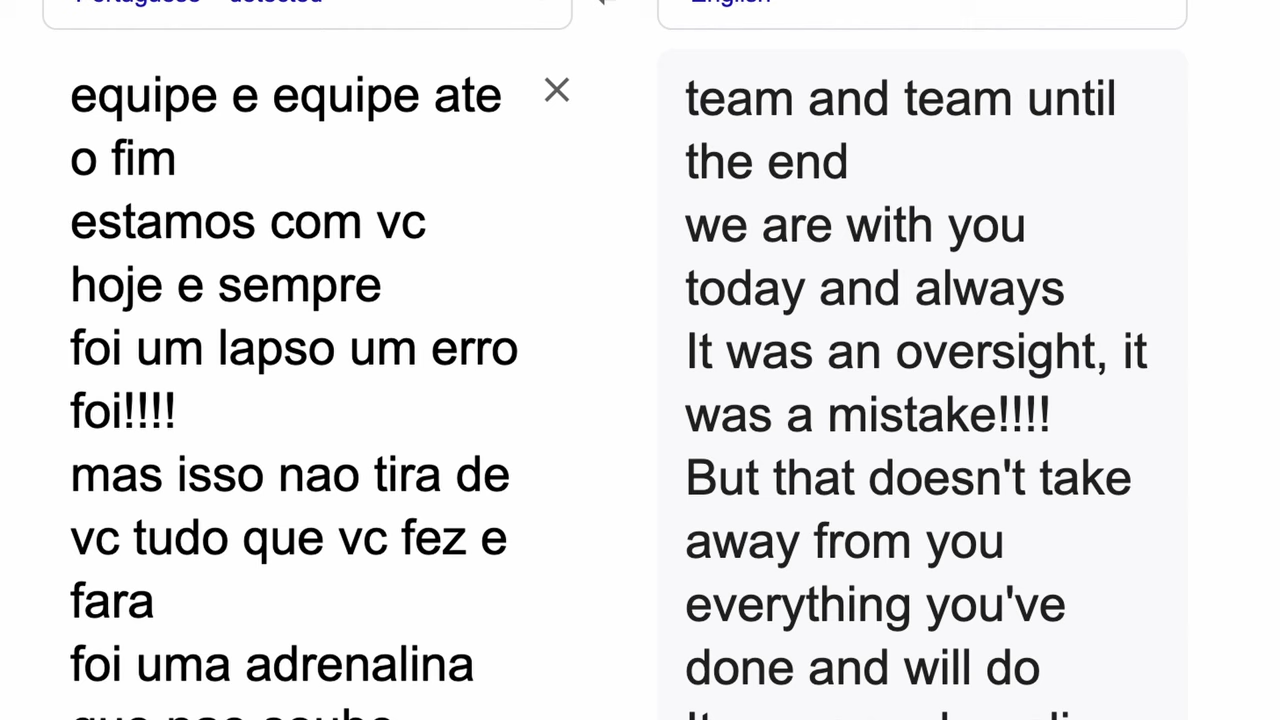 English
equipe e equipe ate
o fim
estamos com vc
hoje e sempre
foi um lapso um erro
foi!!!!
mas isso nao tira de
vc tudo que vc fez e
fara
foi uma adrenalina
team and team until
the end
we are with you
today and always
It was an oversight, it
was a mistake!!!!
But that doesn't take
away from you
everything you've
done and will do